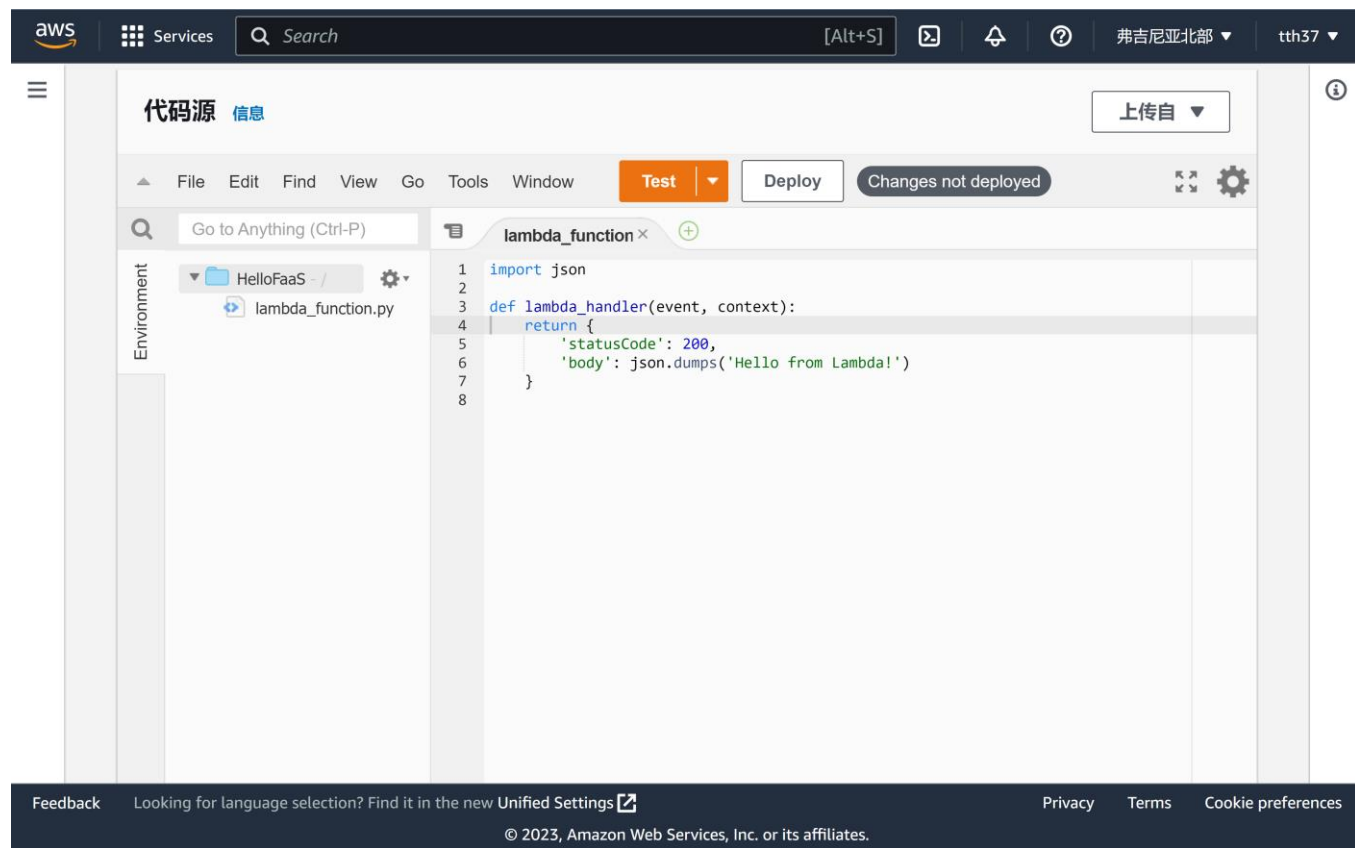 aws Services Search [Alt+S] 弗吉尼亚北部 ▼ tth37 ▼
代码源 信息 上传自 ▼
File Edit Find View Go Tools Window Test Deploy Changes not deployed
Go to Anything (Ctrl-P) lambda_function ×
Environment
HelloFaaS - /
lambda_function.py
1 import json
2
3 def lambda_handler(event, context):
4     return {
5         'statusCode': 200,
6         'body': json.dumps('Hello from Lambda!')
7     }
8
Feedback Looking for language selection? Find it in the new Unified Settings Privacy Terms Cookie preferences
© 2023, Amazon Web Services, Inc. or its affiliates.